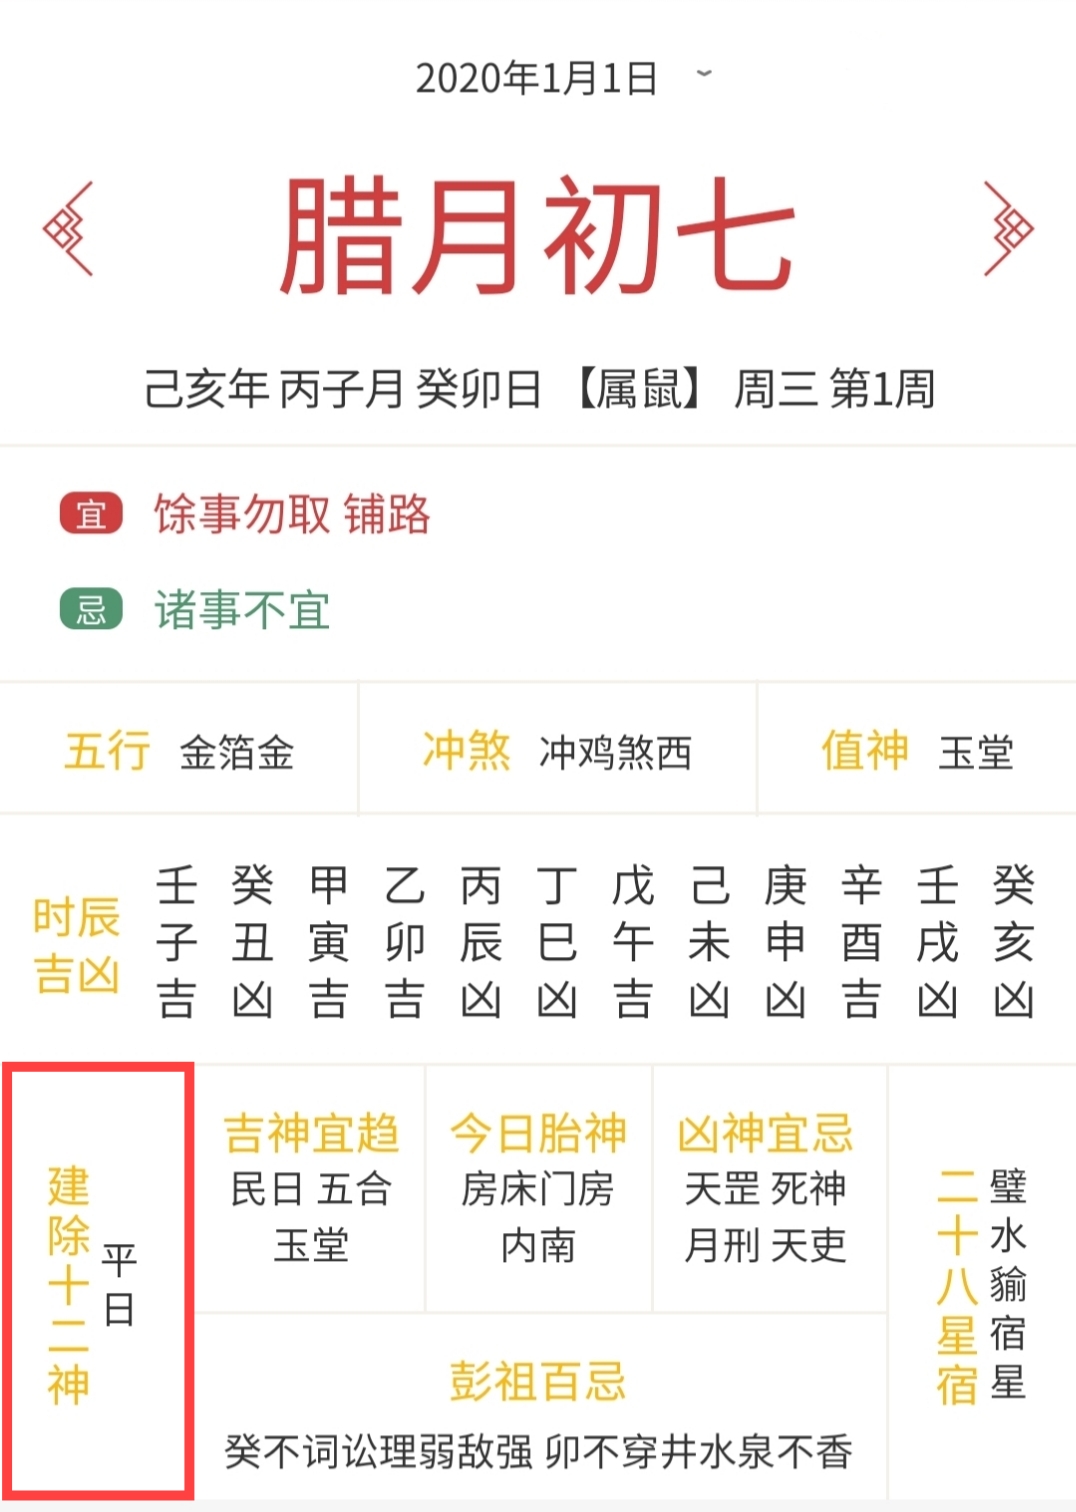 2020年1月1日
腊月初七
己亥年 丙子月 癸卯日 【属鼠】 周三 第1周
宜 馀事勿取 铺路
忌 诸事不宜
五行 金箔金
冲煞 冲鸡煞西
值神 玉堂
时辰吉凶
壬子吉
癸丑凶
甲寅吉
乙卯吉
丙辰凶
丁巳凶
戊午吉
己未凶
庚申凶
辛酉吉
壬戌凶
癸亥凶
建除十二神
平日
吉神宜趋
民日 五合
玉堂
今日胎神
房床门房
内南
凶神宜忌
天罡 死神
月刑 天吏
彭祖百忌
癸不词讼理弱敌强 卯不穿井水泉不香
二十八星宿
璧水貐宿星